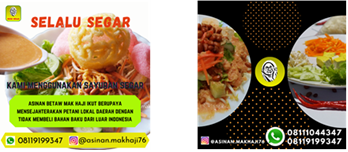 SELALU SEGAR
KAMI MENGGUNAKAN SAYURAN SEGAR
ASINAN BETAWI MAK HAJI IKUT BERUPAYA
MENSEJAHTERAKAN PETANI LOKAL DAERAH DENGAN
TIDAK MEMBELI BAHAN BAKU DARI LUAR INDONESIA
08119199347
@asinan.makhaji76
@ASINAN.MAKHAJI76
08111044347
08119199347